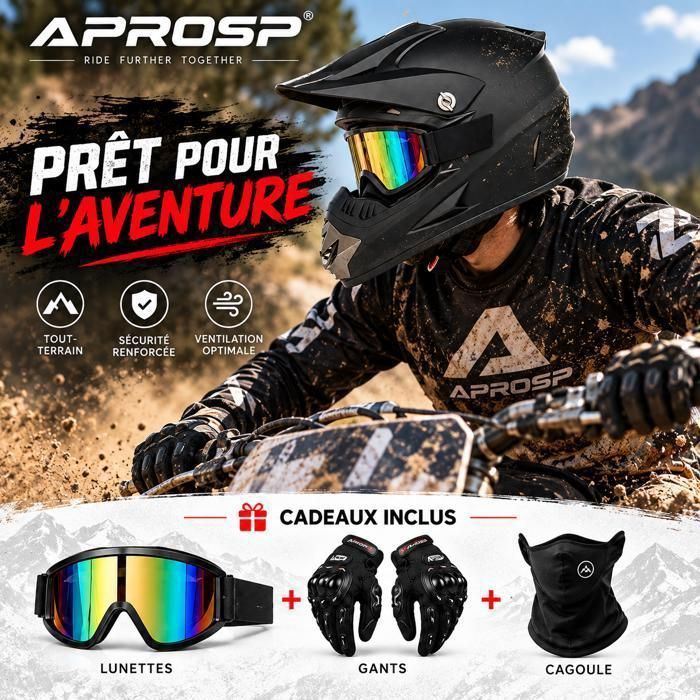 APROSP®
RIDE FURTHER TOGETHER
PRÊT POUR
L'AVENTURE
TOUT-
TERRAIN
SÉCURITÉ
RENFORCÉE
VENTILATION
OPTIMALE
APROSP
CADEAUX INCLUS
+
+
LUNETTES
GANTS
CAGOULE